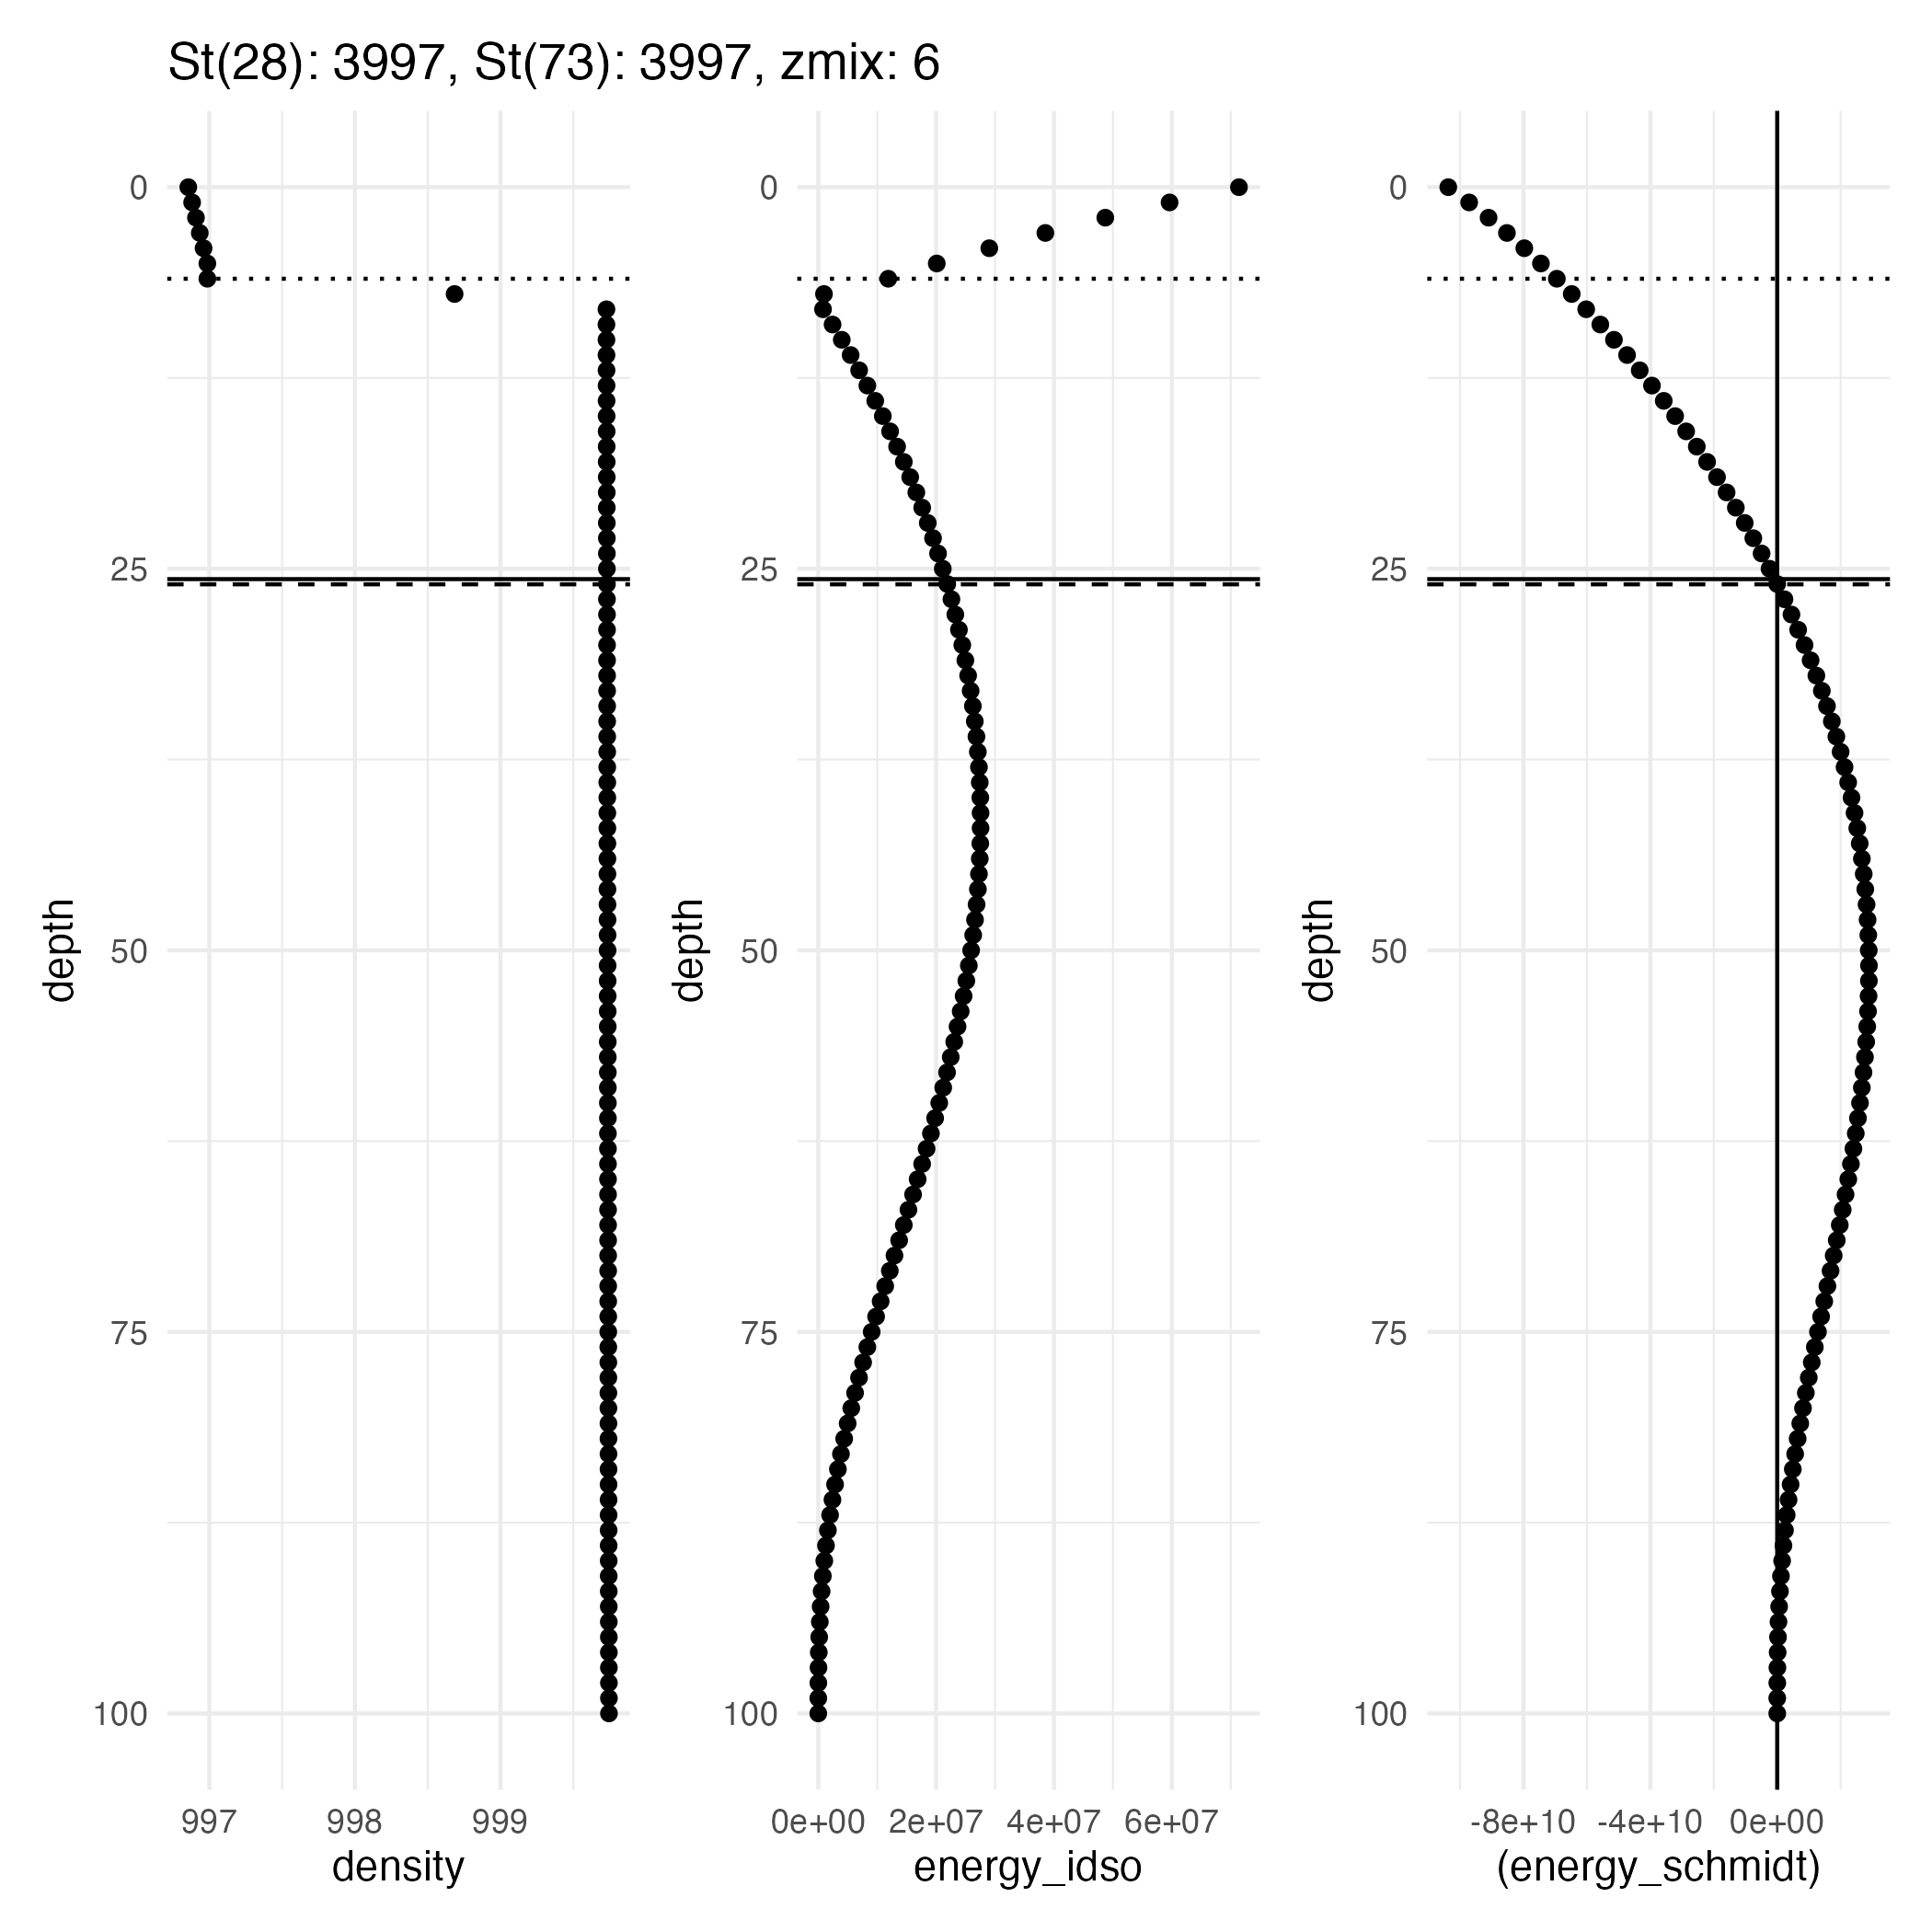 St(28): 3997, St(73): 3997, zmix: 6
depth
0
25
50
75
100
997 998 999
density
depth
0
25
50
75
100
0e+00 2e+07 4e+07 6e+07
energy_idso
depth
0
25
50
75
100
-8e+10 -4e+10 0e+00
(energy_schmidt)